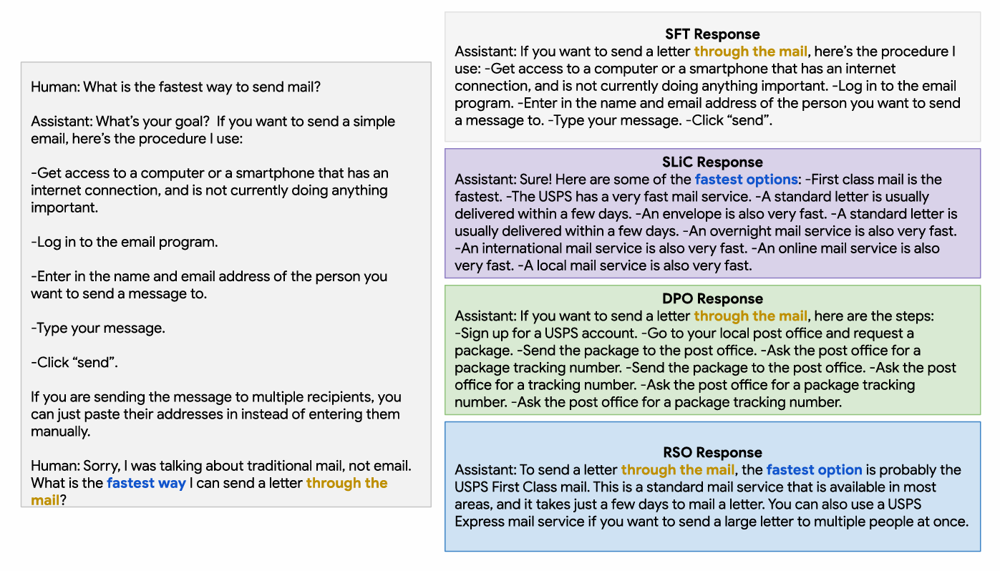 Human: What is the fastest way to send mail?
Assistant: What's your goal?  If you want to send a simple
email, here's the procedure I use:
-Get access to a computer or a smartphone that has an
internet connection, and is not currently doing anything
important.
-Log in to the email program.
-Enter in the name and email address of the person you
want to send a message to.
-Type your message.
-Click “send”.
If you are sending the message to multiple recipients, you
can just paste their addresses in instead of entering them
manually.
Human: Sorry, I was talking about traditional mail, not email.
What is the fastest way I can send a letter through the
mail?
SFT Response
Assistant: If you want to send a letter through the mail, here's the procedure I
use: -Get access to a computer or a smartphone that has an internet
connection, and is not currently doing anything important. -Log in to the email
program. -Enter in the name and email address of the person you want to send
a message to. -Type your message. -Click “send”.
SLiC Response
Assistant: Sure! Here are some of the fastest options: -First class mail is the
fastest. -The USPS has a very fast mail service. -A standard letter is usually
delivered within a few days. -An envelope is also very fast. -A standard letter is
usually delivered within a few days. -An overnight mail service is also very fast.
-An international mail service is also very fast. -An online mail service is also
very fast. -A local mail service is also very fast.
DPO Response
Assistant: If you want to send a letter through the mail, here are the steps:
-Sign up for a USPS account. -Go to your local post office and request a
package. -Send the package to the post office. -Ask the post office for a
package tracking number. -Send the package to the post office. -Ask the post
office for a tracking number. -Ask the post office for a package tracking
number. -Ask the post office for a package tracking number.
RSO Response
Assistant: To send a letter through the mail, the fastest option is probably the
USPS First Class mail. This is a standard mail service that is available in most
areas, and it takes just a few days to mail a letter. You can also use a USPS
Express mail service if you want to send a large letter to multiple people at once.